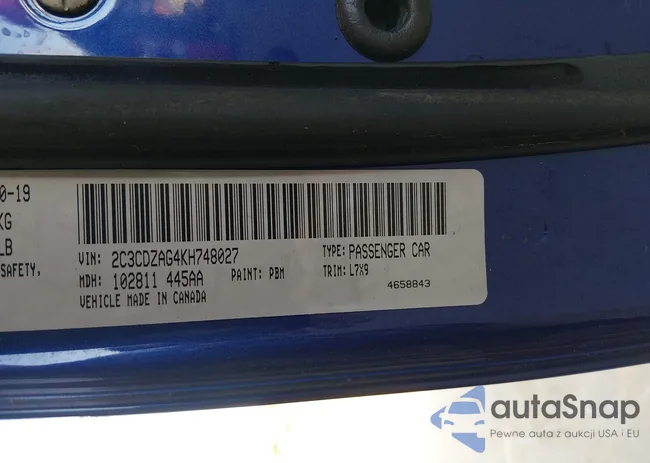 0-19
KG
LB
SAFETY,
VIN: 2C3CDZAG4KH748027
TYPE: PASSENGER CAR
MDH: 102811 445AA
PAINT: PBM
TRIM: L7X9
VEHICLE MADE IN CANADA
4658843
autaSnap
Pewne auta z aukcji USA i EU